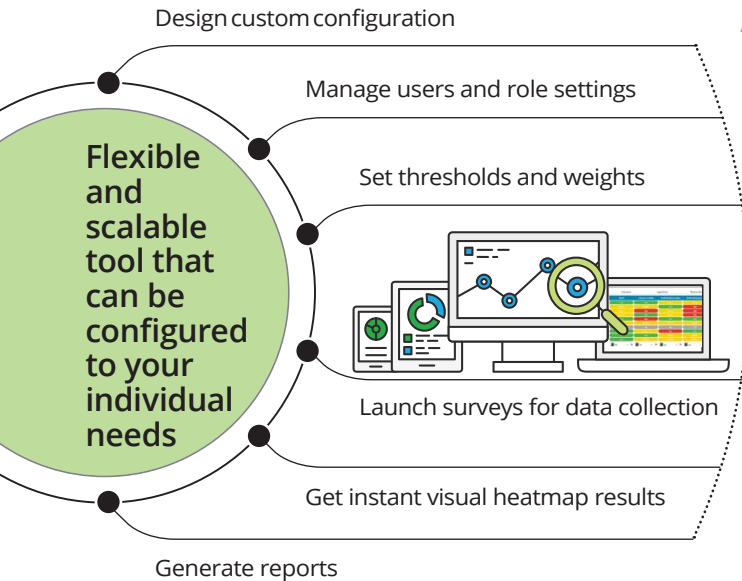 Design custom configuration
Manage users and role settings
Set thresholds and weights
Flexible
and
scalable
tool that
can be
configured
to your
individual
needs
Launch surveys for data collection
Get instant visual heatmap results
Generate reports